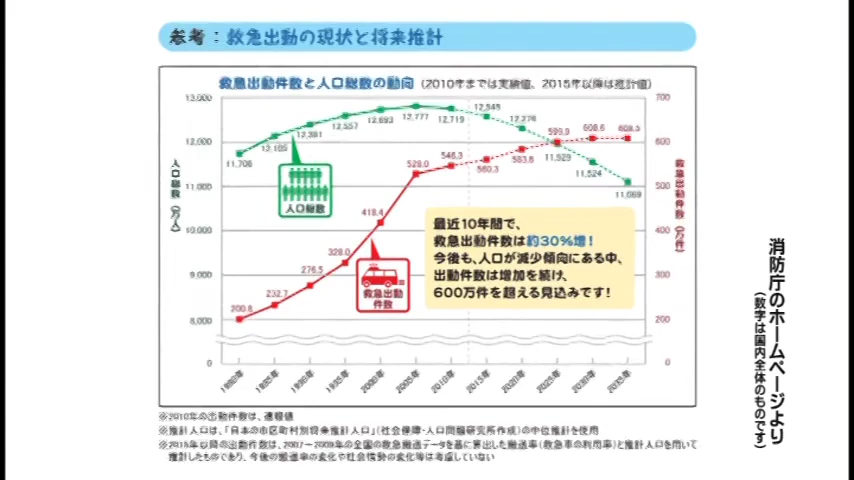 参考：救急出動の現状と将来推計
救急出動件数と人口総数の動向（2010年までは実績値、2015年以降は推計値）
13,000
12,000
11,000
10,000
9,000
8,000
0
人口総数（万人）
700
600
500
400
300
200
0
救急出動件数（万件）
11,706
12,105
12,361
12,557
12,693
12,777
12,719
12,543
12,276
11,929
11,524
11,069
200.8
232.7
276.5
328.0
418.4
528.0
546.3
560.3
583.8
599.9
608.6
608.5
人口総数
救急出動
件数
最近10年間で、
救急出動件数は約30%増！
今後も、人口が減少傾向にある中、
出動件数は増加を続け、
600万件を超える見込みです！
1980年
1985年
1990年
1995年
2000年
2005年
2010年
2015年
2020年
2025年
2030年
2035年
※2010年の出動件数は、速報値
※推計人口は、「日本の市区町村別将来推計人口」（社会保障・人口問題研究所作成）の中位推計を使用
※2015年以降の出動件数は、2007～2009年の全国の救急搬送データを基に算出した搬送率（救急車の利用率）と推計人口を用いて
推計したものであり、今後の搬送率の変化や社会情勢の変化等は考慮していない
消防庁のホームページより
（数字は国内全体のものです）